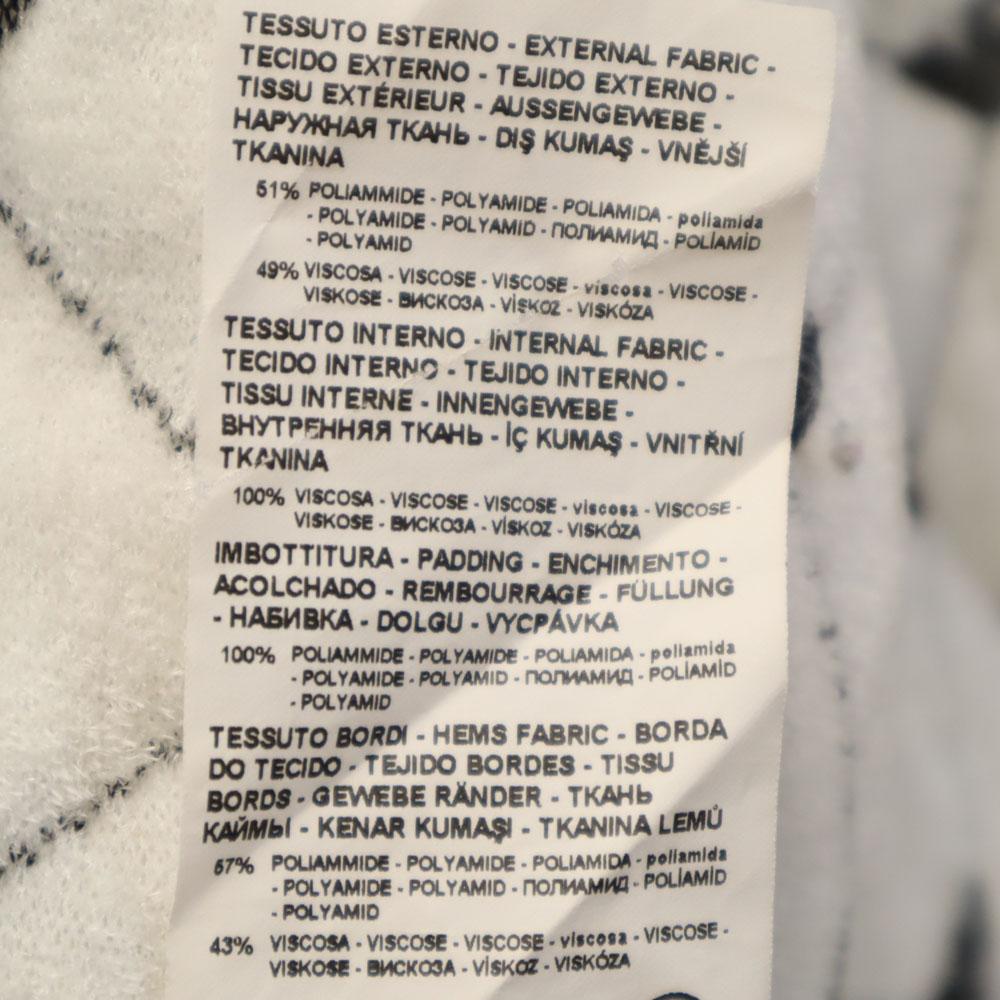 TESSUTO ESTERNO - EXTERNAL FABRIC -
TECIDO EXTERNO - TEJIDO EXTERNO -
TISSU EXTÉRIEUR - AUSSENGEWEBE -
НАРУЖНАЯ ТКАНЬ - DIŞ KUMAŞ - VNĚJŠÍ
TKANINA
51% POLIAMMIDE - POLYAMIDE - POLIAMIDA - poliamida
- POLYAMIDE - POLYAMID - ПОЛИАМИД - POLİAMİD
- POLYAMID
49% VISCOSA - VISCOSE - VISCOSE - viscosa - VISCOSE -
VISKOSE - ВИСКОЗА - VİSKOZ - VISKÓZA
TESSUTO INTERNO - INTERNAL FABRIC -
TECIDO INTERNO - TEJIDO INTERNO -
TISSU INTERNE - INNENGEWEBE -
ВНУТРЕННЯЯ ТКАНЬ - İÇ KUMAŞ - VNITŘNÍ
TKANINA
100% VISCOSA - VISCOSE - VISCOSE - viscosa - VISCOSE -
VISKOSE - ВИСКОЗА - VİSKOZ - VISKÓZA
IMBOTTITURA - PADDING - ENCHIMENTO -
ACOLCHADO - REMBOURRAGE - FÜLLUNG
- НАБИВКА - DOLGU - VYCPÁVKA
100% POLIAMMIDE - POLYAMIDE - POLIAMIDA - poliamida
- POLYAMIDE - POLYAMID - ПОЛИАМИД - POLİAMİD
- POLYAMID
TESSUTO BORDI - HEMS FABRIC - BORDA
DO TECIDO - TEJIDO BORDES - TISSU
BORDS - GEWEBE RÄNDER - ТКАНЬ
КАЙМЫ - KENAR KUMAŞI - TKANINA LEMŮ
57% POLIAMMIDE - POLYAMIDE - POLIAMIDA - poliamida
- POLYAMIDE - POLYAMID - ПОЛИАМИД - POLİAMİD
- POLYAMID
43% VISCOSA - VISCOSE - VISCOSE - viscosa - VISCOSE -
VISKOSE - ВИСКОЗА - VİSKOZ - VISKÓZA